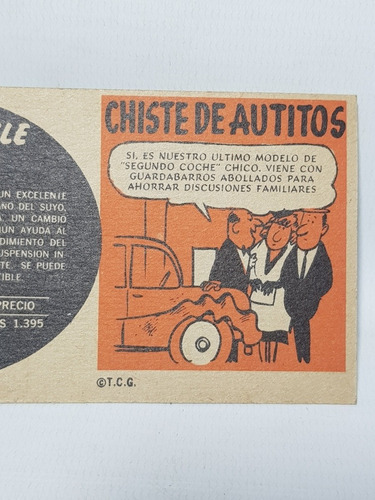 LE
UN EXCELENTE
NO DEL SUYO.
UN CAMBIO
UN AYUDA AL
DIMIENTO DEL
SUSPENSION IN-
TE. SE PUEDE
IBLE.
PRECIO
S 1.395
CHISTE DE AUTITOS
SI, ES NUESTRO ULTIMO MODELO DE
"SEGUNDO COCHE" CHICO. VIENE CON
GUARDABARROS ABOLLADOS PARA
AHORRAR DISCUSIONES FAMILIARES
©T.C.G.